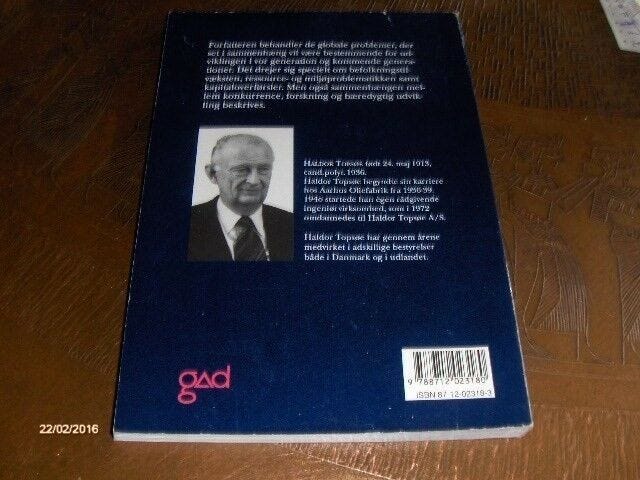 Forfatteren behandler de globale problemer, der
set i sammenhæng vil være bestemmende for ud-
viklingen i vor generation og kommende genera-
tioner. Det drejer sig specielt om befolkningstil-
væksten, ressource- og miljøproblematikken samt
kapitaloverførsler. Men også sammenhængen mel-
lem konkurrence, forskning og bæredygtig udvik-
ling beskrives.
HALDOR TOPSØE født 24. maj 1913,
cand.polyt. 1936.
Haldor Topsøe begyndte sin karriere
hos Aarhus Oliefabrik fra 1936-39.
1940 startede han egen rådgivende
ingeniørvirksomhed, som i 1972
omdannedes til Haldor Topsøe A/S.
Haldor Topsøe har gennem årene
medvirket i adskillige bestyrelser
både i Danmark og i udlandet.
gad
9 788712 023180
ISBN 87-12-02318-3
22/02/2016